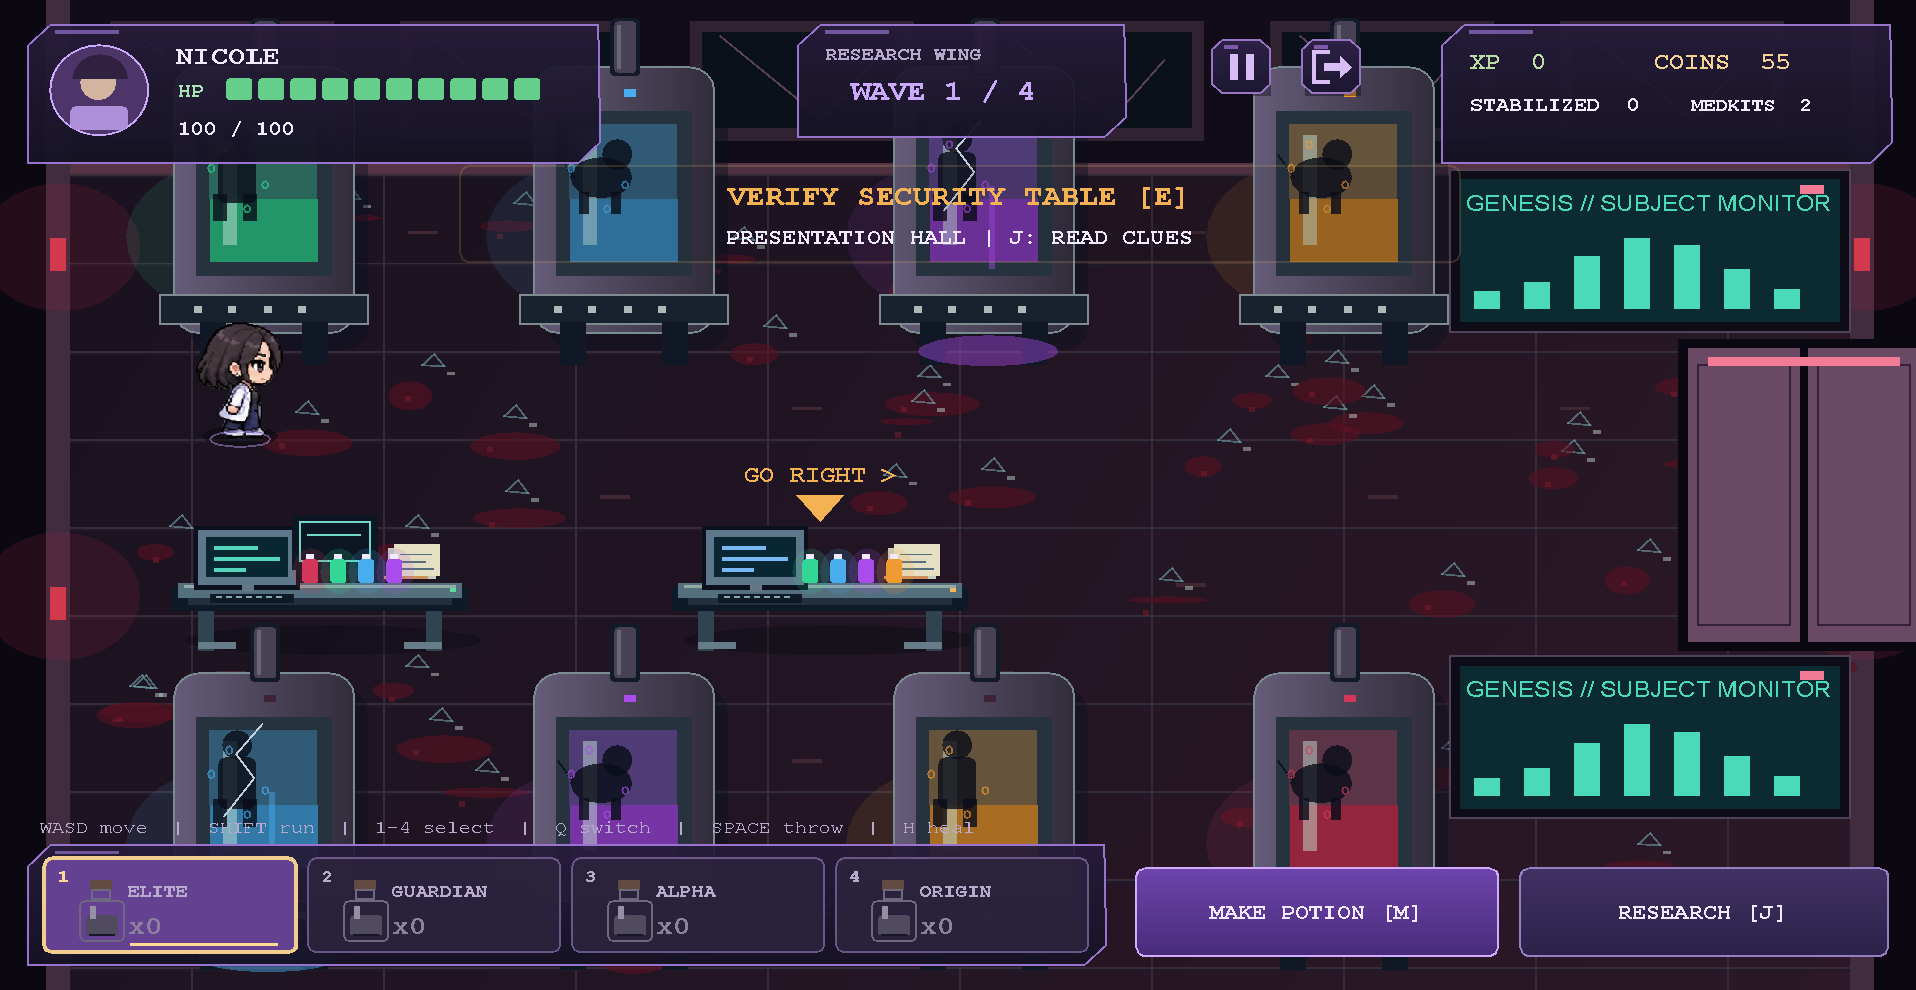 NICOLE
HP
100 / 100
RESEARCH WING
WAVE 1 / 4
XP 0
COINS 55
STABILIZED 0
MEDKITS 2
VERIFY SECURITY TABLE [E]
PRESENTATION HALL | J: READ CLUES
GENESIS // SUBJECT MONITOR
GO RIGHT >
GENESIS // SUBJECT MONITOR
WASD move | SHIFT run | 1-4 select | Q switch | SPACE throw | H heal
1 ELITE x0
2 GUARDIAN x0
3 ALPHA x0
4 ORIGIN x0
MAKE POTION [M]
RESEARCH [J]